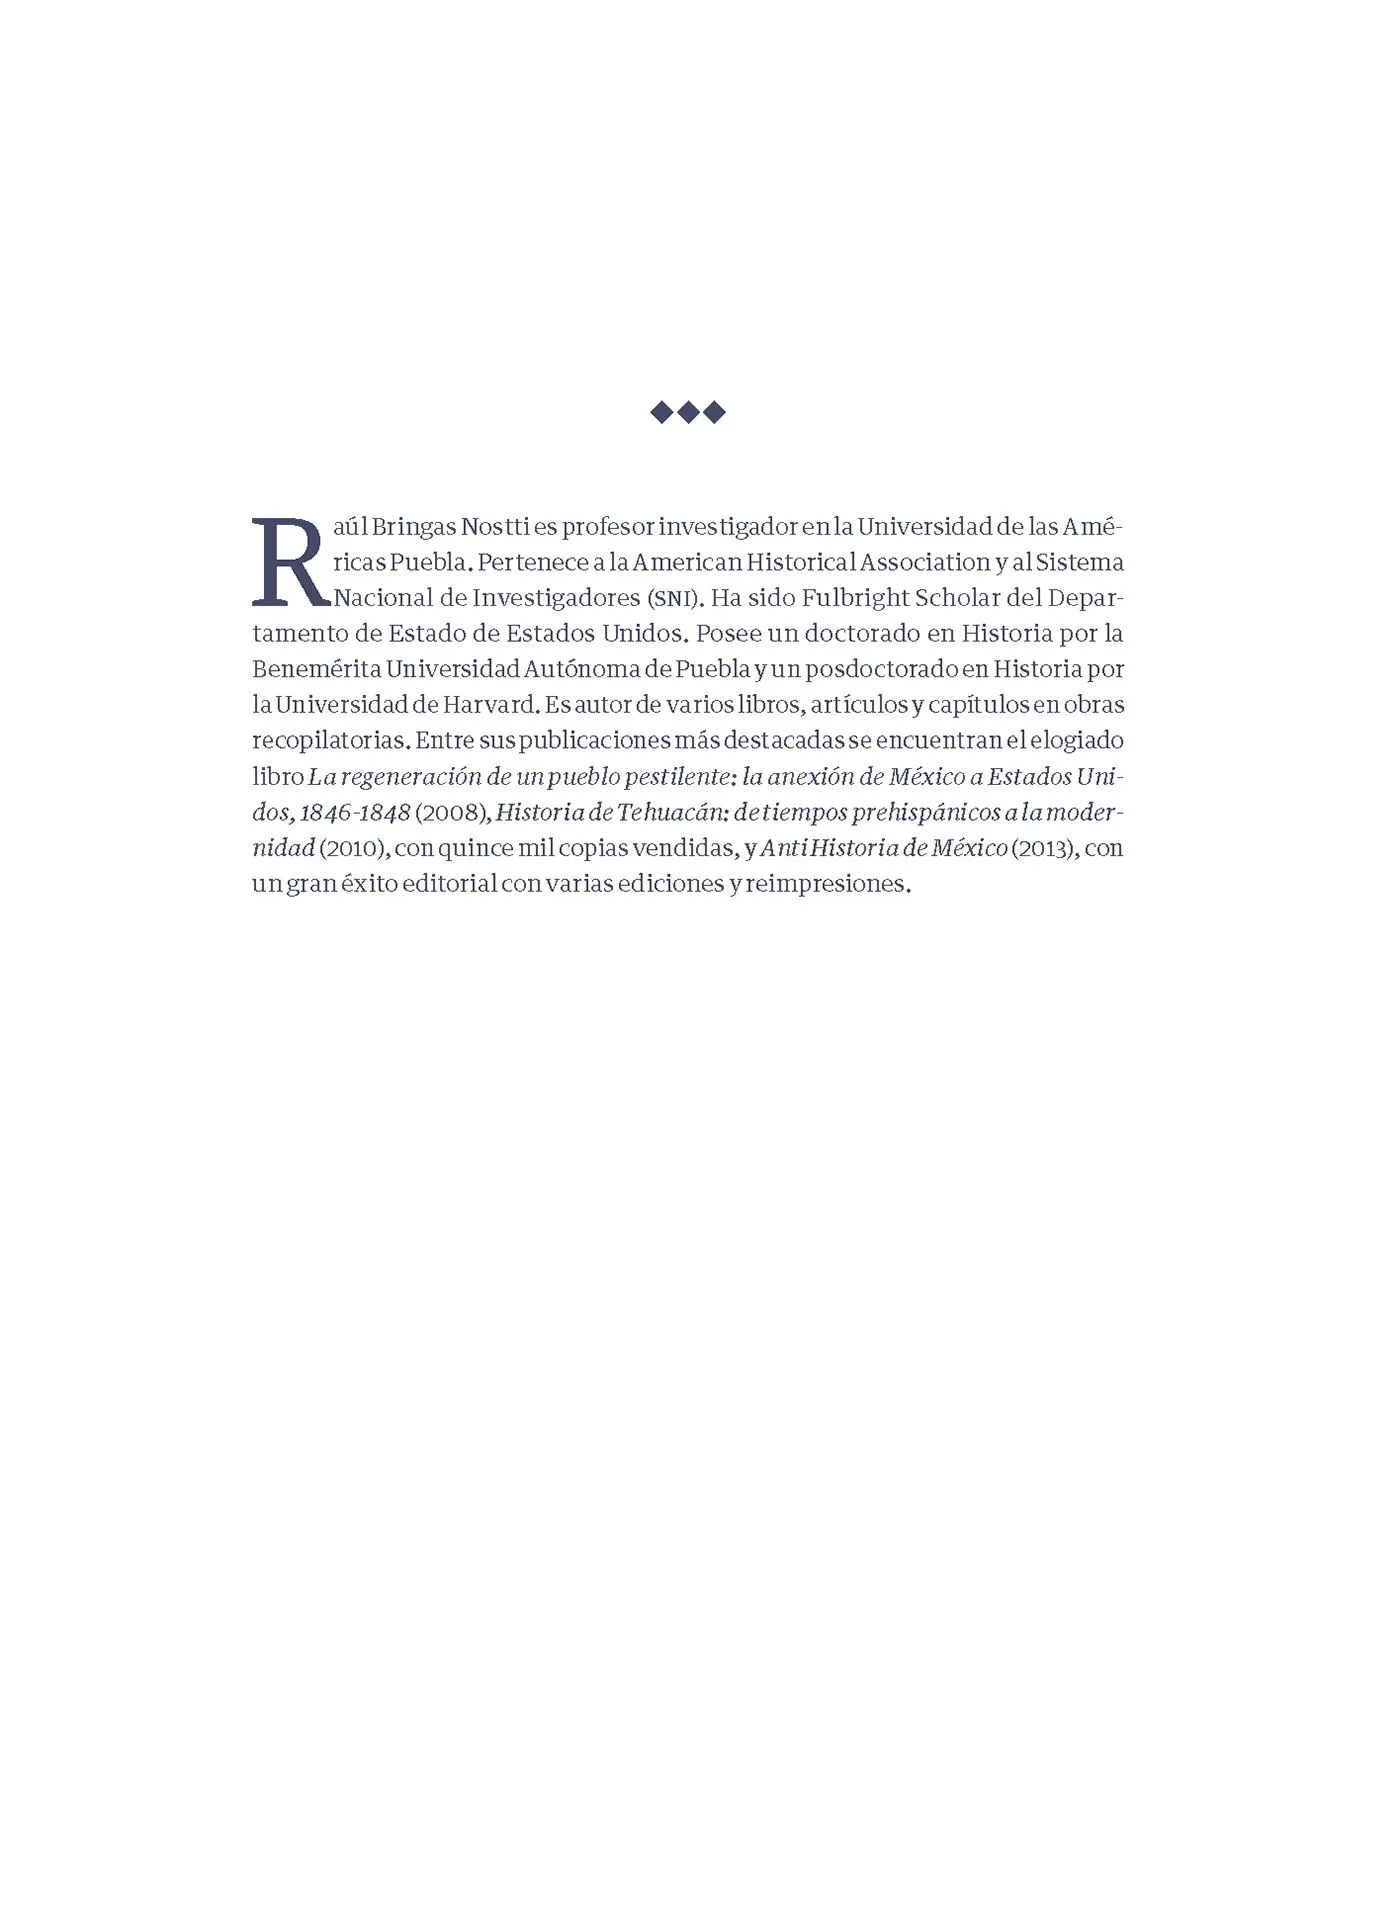 Raúl Bringas Nostti es profesor investigador en la Universidad de las Amé-
ricas Puebla. Pertenece a la American Historical Association y al Sistema
Nacional de Investigadores (SNI). Ha sido Fulbright Scholar del Depar-
tamento de Estado de Estados Unidos. Posee un doctorado en Historia por la
Benemérita Universidad Autónoma de Puebla y un posdoctorado en Historia por
la Universidad de Harvard. Es autor de varios libros, artículos y capítulos en obras
recopilatorias. Entre sus publicaciones más destacadas se encuentran el elogiado
libro La regeneración de un pueblo pestilente: la anexión de México a Estados Uni-
dos, 1846-1848 (2008), Historia de Tehuacán: de tiempos prehispánicos a la moder-
nidad (2010), con quince mil copias vendidas, y AntiHistoria de México (2013), con
un gran éxito editorial con varias ediciones y reimpresiones.